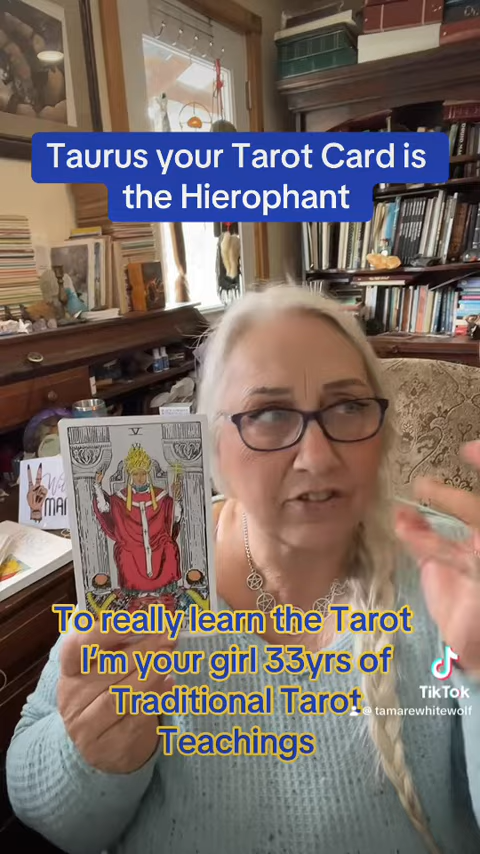 Taurus your Tarot Card is
the Hierophant
V
To really learn the Tarot
I'm your girl 33yrs of
Traditional Tarot
Teachings
TikTok
@ tamarewhitewolf